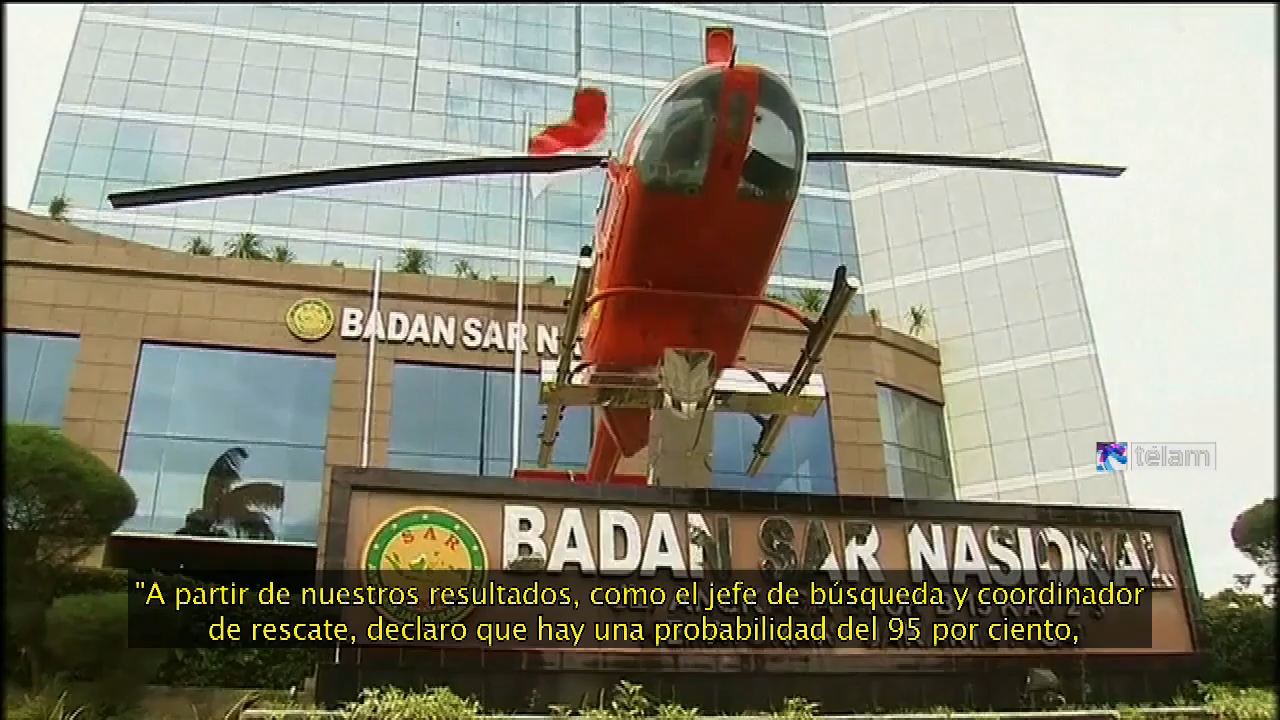 BADAN SAR N
télam
SAR
BADAN SAR NASIONAL
"A partir de nuestros resultados, como el jefe de búsqueda y coordinador
de rescate, declaro que hay una probabilidad del 95 por ciento,